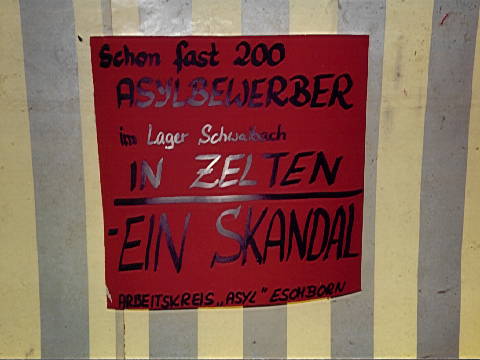 Schon fast 200
ASYLBEWERBER
im Lager Schwalbach
IN ZELTEN
-EIN SKANDAL
ARBEITSKREIS „ASYL" ESCHBORN